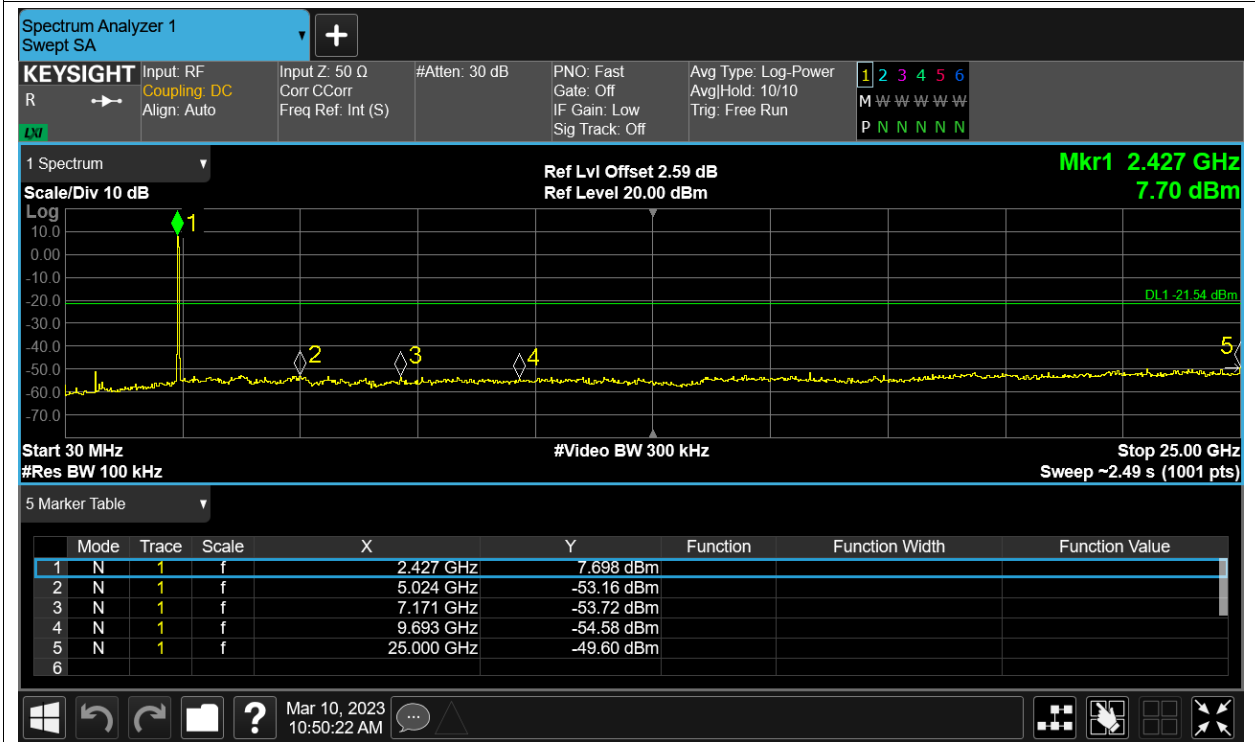 Spectrum Analyzer 1
Swept SA
KEYSIGHT
R
LXI
Input: RF
Coupling: DC
Align: Auto
Input Z: 50 Ω
Corr CCorr
Freq Ref: Int (S)
#Atten: 30 dB
PNO: Fast
Gate: Off
IF Gain: Low
Sig Track: Off
Avg Type: Log-Power
Avg|Hold: 10/10
Trig: Free Run
1 2 3 4 5 6
M W W W W W
P N N N N N
1 Spectrum
Scale/Div 10 dB
Ref Lvl Offset 2.59 dB
Ref Level 20.00 dBm
Mkr1 2.427 GHz
7.70 dBm
Log
10.0
0.00
-10.0
-20.0
-30.0
-40.0
-50.0
-60.0
-70.0
1
DL1 -21.54 dBm
2
3
4
5
Start 30 MHz
#Video BW 300 kHz
Stop 25.00 GHz
#Res BW 100 kHz
Sweep ~2.49 s (1001 pts)
5 Marker Table
Mode Trace Scale X Y Function Function Width Function Value
1 N 1 f 2.427 GHz 7.698 dBm
2 N 1 f 5.024 GHz -53.16 dBm
3 N 1 f 7.171 GHz -53.72 dBm
4 N 1 f 9.693 GHz -54.58 dBm
5 N 1 f 25.000 GHz -49.60 dBm
6
?
Mar 10, 2023
10:50:22 AM